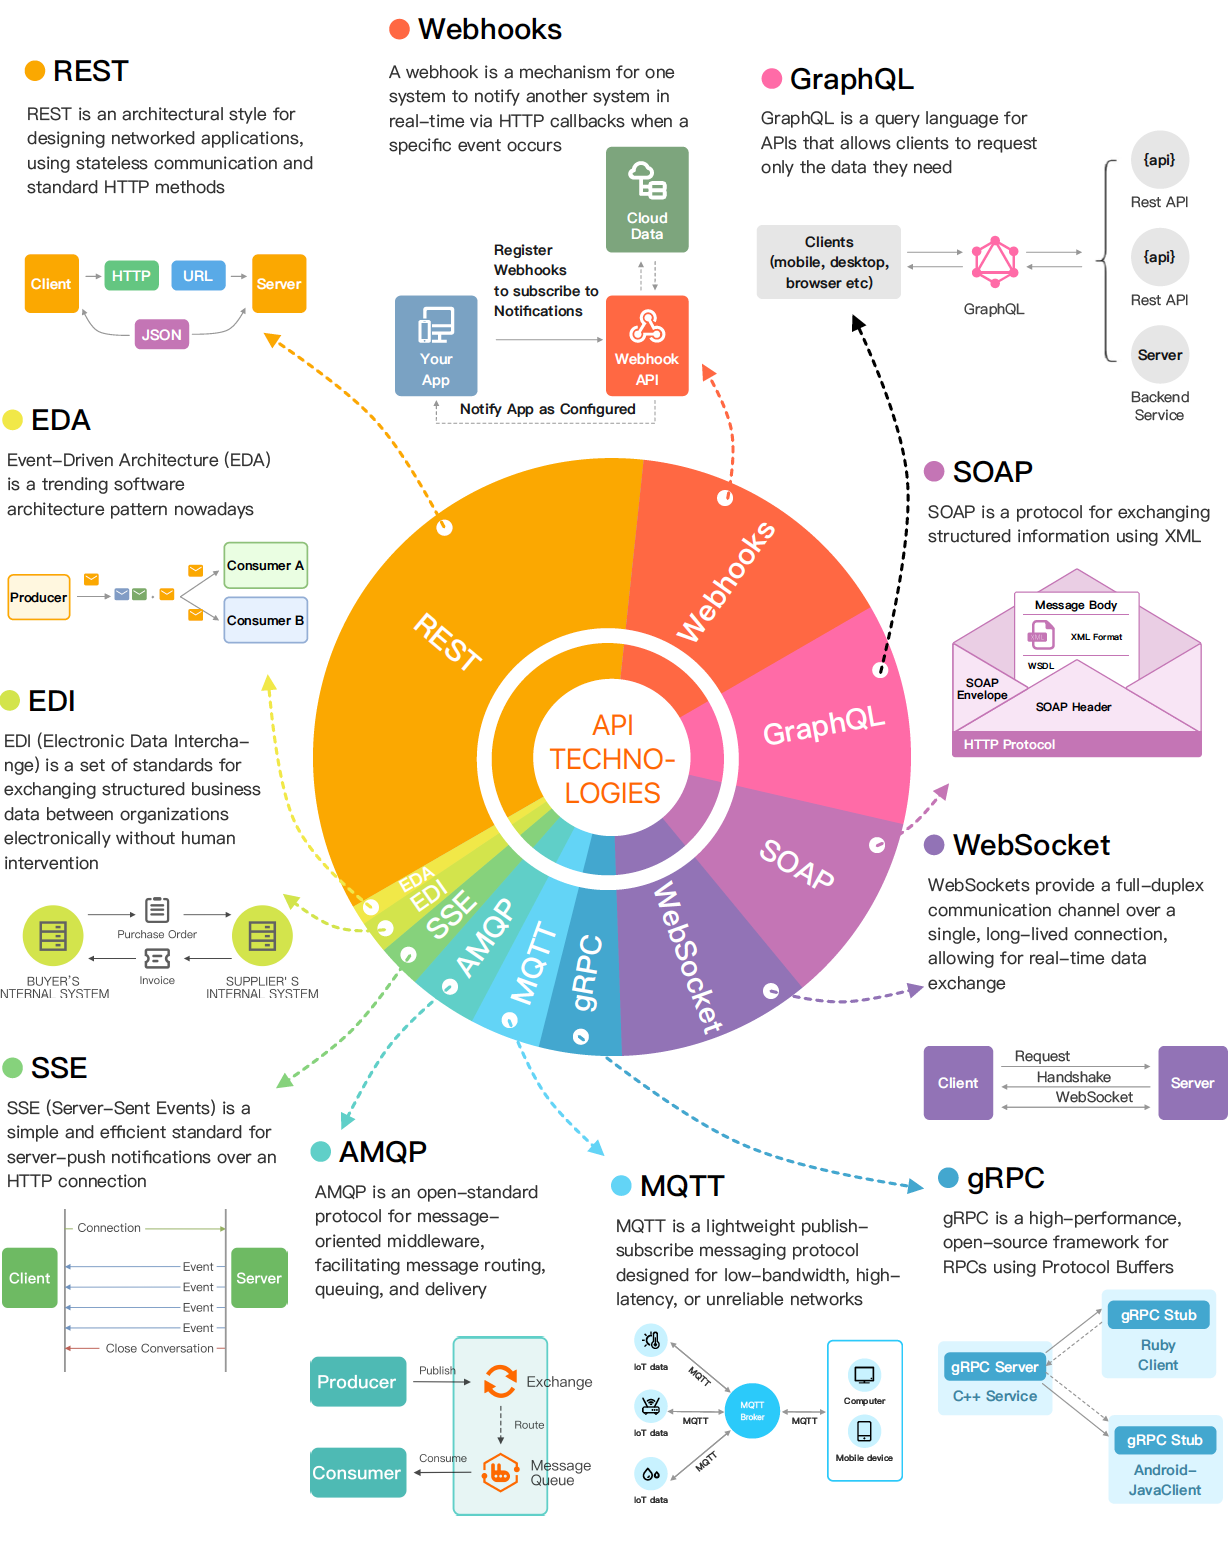 Webhooks
A webhook is a mechanism for one
system to notify another system in
real-time via HTTP callbacks when a
specific event occurs
Cloud
Data
Register
Webhooks
to subscribe to
Notifications
Your
App
Webhook
API
Notify App as Configured
REST
REST is an architectural style for
designing networked applications,
using stateless communication and
standard HTTP methods
Client
HTTP
URL
Server
JSON
GraphQL
GraphQL is a query language for
APIs that allows clients to request
only the data they need
Clients
(mobile, desktop,
browser etc)
GraphQL
{api}
Rest API
{api}
Rest API
Server
Backend
Service
EDA
Event-Driven Architecture (EDA)
is a trending software
architecture pattern nowadays
Producer
Consumer A
Consumer B
SOAP
SOAP is a protocol for exchanging
structured information using XML
Message Body
XML
XML Format
WSDL
SOAP
Envelope
SOAP Header
HTTP Protocol
EDI
EDI (Electronic Data Intercha-
nge) is a set of standards for
exchanging structured business
data between organizations
electronically without human
intervention
Purchase Order
Invoice
BUYER'S
NTERNAL SYSTEM
SUPPLIER' S
INTERNAL SYSTEM
API
TECHNO-
LOGIES
REST
Webhooks
GraphQL
SOAP
WebSocket
gRPC
MQTT
AMQP
SSE
EDI
EDA
WebSocket
WebSockets provide a full-duplex
communication channel over a
single, long-lived connection,
allowing for real-time data
exchange
Client
Request
Handshake
WebSocket
Server
SSE
SSE (Server-Sent Events) is a
simple and efficient standard for
server-push notifications over an
HTTP connection
Client
Connection
Event
Event
Event
Event
Close Conversation
Server
AMQP
AMQP is an open-standard
protocol for message-
oriented middleware,
facilitating message routing,
queuing, and delivery
Producer
Publish
Exchange
Route
Consumer
Consume
Message
Queue
MQTT
MQTT is a lightweight publish-
subscribe messaging protocol
designed for low-bandwidth, high-
latency, or unreliable networks
IoT data
IoT data
IoT data
MQTT
MQTT
MQTT
MQTT
Broker
MQTT
Computer
Mobile device
gRPC
gRPC is a high-performance,
open-source framework for
RPCs using Protocol Buffers
gRPC Server
C++ Service
gRPC Stub
Ruby
Client
gRPC Stub
Android-
JavaClient